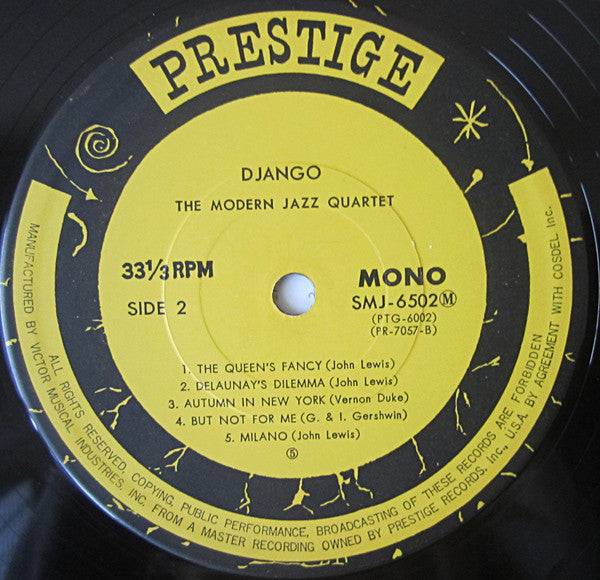 PRESTIGE
DJANGO
THE MODERN JAZZ QUARTET
33⅓ RPM
SIDE 2
MONO
SMJ-6502 Ⓜ
(PTG-6002)
(PR-7057-B)
1. THE QUEEN'S FANCY (John Lewis)
2. DELAUNAY'S DILEMMA (John Lewis)
3. AUTUMN IN NEW YORK (Vernon Duke)
4. BUT NOT FOR ME (G. & I. Gershwin)
5. MILANO (John Lewis)
⑤
MANUFACTURED BY VICTOR MUSICAL INDUSTRIES, INC. FROM A MASTER RECORDING OWNED BY PRESTIGE RECORDS, Inc., U.S.A. BY AGREEMENT WITH COSDEL Inc.
ALL RIGHTS RESERVED. COPYING, PUBLIC PERFORMANCE, BROADCASTING OF THESE RECORDS ARE FORBIDDEN